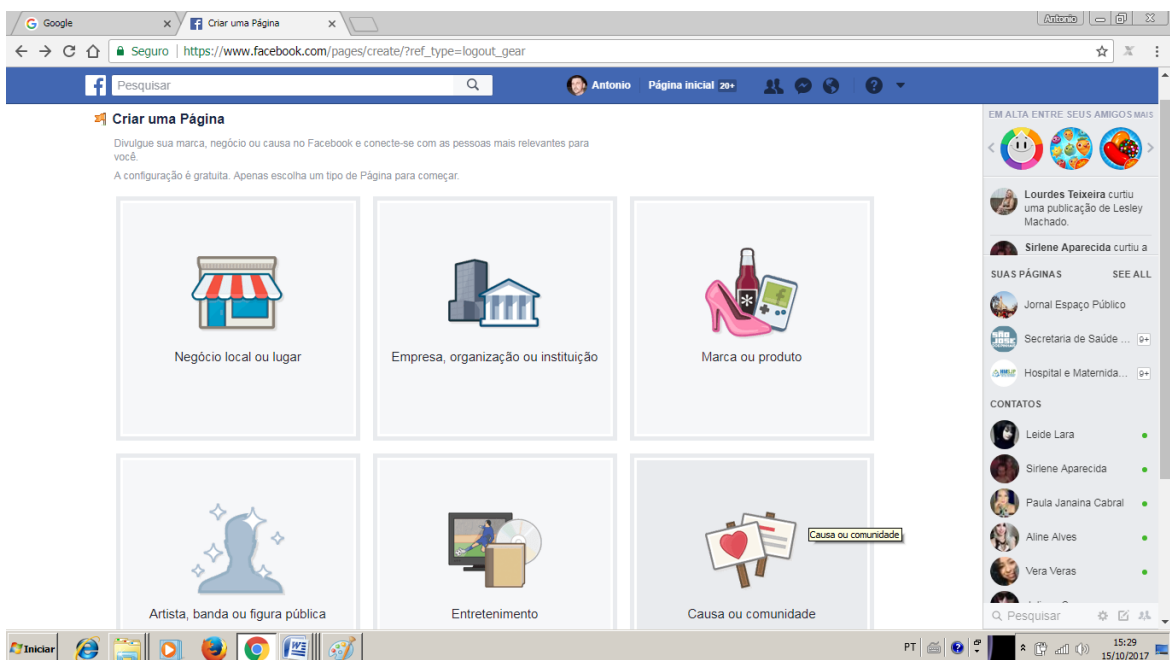 Google
Criar uma Página
Antonio
Seguro | https://www.facebook.com/pages/create/?ref_type=logout_gear
Pesquisar
Antonio
Página inicial 20+
Criar uma Página
Divulgue sua marca, negócio ou causa no Facebook e conecte-se com as pessoas mais relevantes para
você.
A configuração é gratuita. Apenas escolha um tipo de Página para começar.
Negócio local ou lugar
Empresa, organização ou instituição
Marca ou produto
Artista, banda ou figura pública
Entretenimento
Causa ou comunidade
Causa ou comunidade
EM ALTA ENTRE SEUS AMIGOS MAIS
Lourdes Teixeira curtiu
uma publicação de Lesley
Machado.
Sirlene Aparecida curtiu a
SUAS PÁGINAS SEE ALL
Jornal Espaço Público
Secretaria de Saúde ... 9+
Hospital e Maternida... 9+
CONTATOS
Leide Lara
Sirlene Aparecida
Paula Janaina Cabral
Aline Alves
Vera Veras
Pesquisar
Iniciar
PT
15:29
15/10/2017